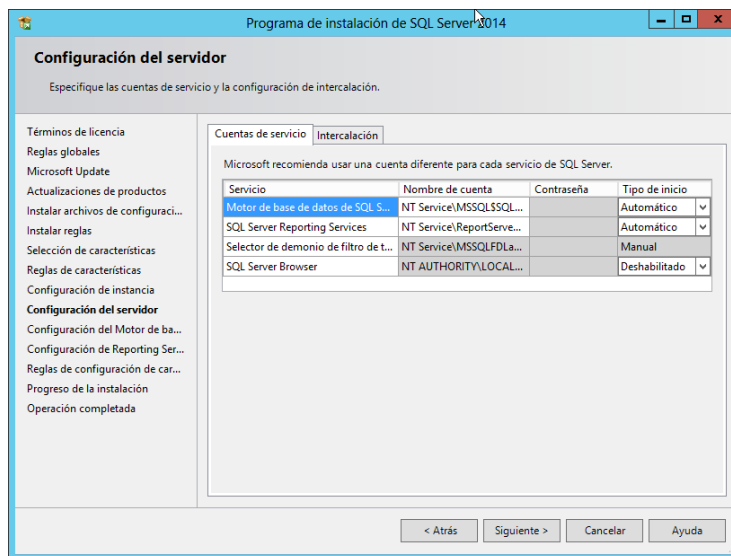 Programa de instalación de SQL Server 2014
Configuración del servidor
Especifique las cuentas de servicio y la configuración de intercalación.
Términos de licencia
Reglas globales
Microsoft Update
Actualizaciones de productos
Instalar archivos de configuraci...
Instalar reglas
Selección de características
Reglas de características
Configuración de instancia
Configuración del servidor
Configuración del Motor de ba...
Configuración de Reporting Ser...
Reglas de configuración de car...
Progreso de la instalación
Operación completada
Cuentas de servicio Intercalación
Microsoft recomienda usar una cuenta diferente para cada servicio de SQL Server.
Servicio Nombre de cuenta Contraseña Tipo de inicio
Motor de base de datos de SQL S... NT Service\MSSQL$SQL... Automático
SQL Server Reporting Services NT Service\ReportServe... Automático
Selector de demonio de filtro de t... NT Service\MSSQLFDLa... Manual
SQL Server Browser NT AUTHORITY\LOCAL... Deshabilitado
< Atrás Siguiente > Cancelar Ayuda